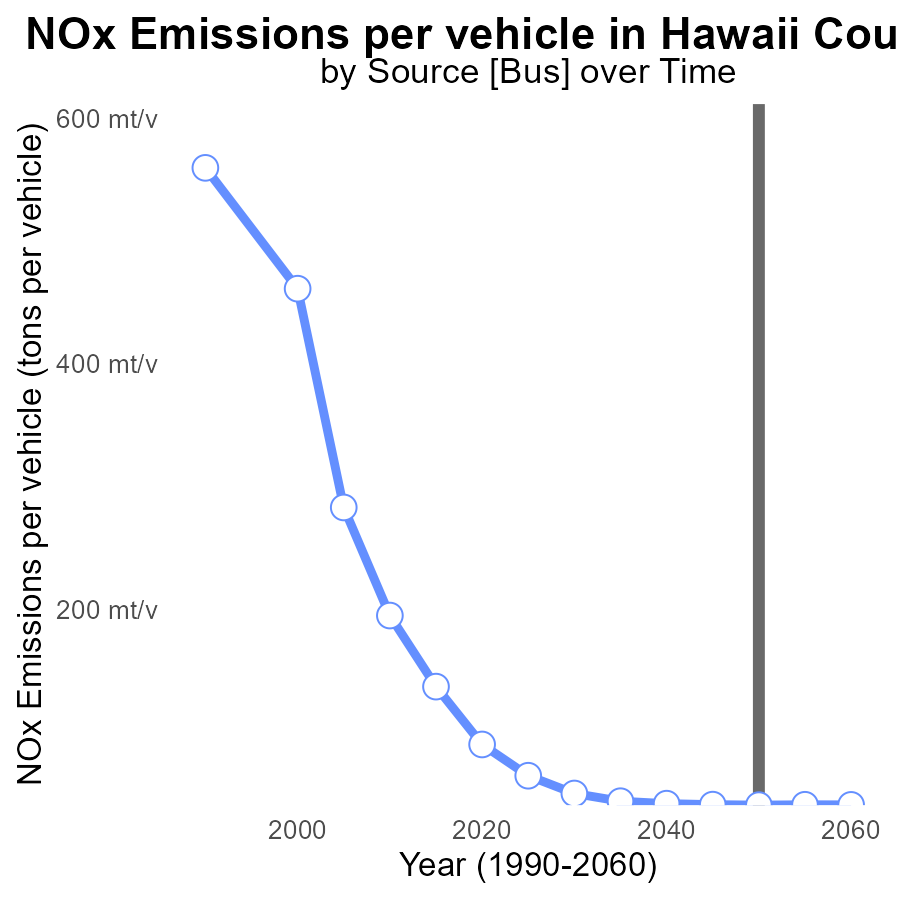 NOx Emissions per vehicle in Hawaii Cou
by Source [Bus] over Time
NOx Emissions per vehicle (tons per vehicle)
600 mt/v
400 mt/v
200 mt/v
2000 2020 2040 2060
Year (1990-2060)